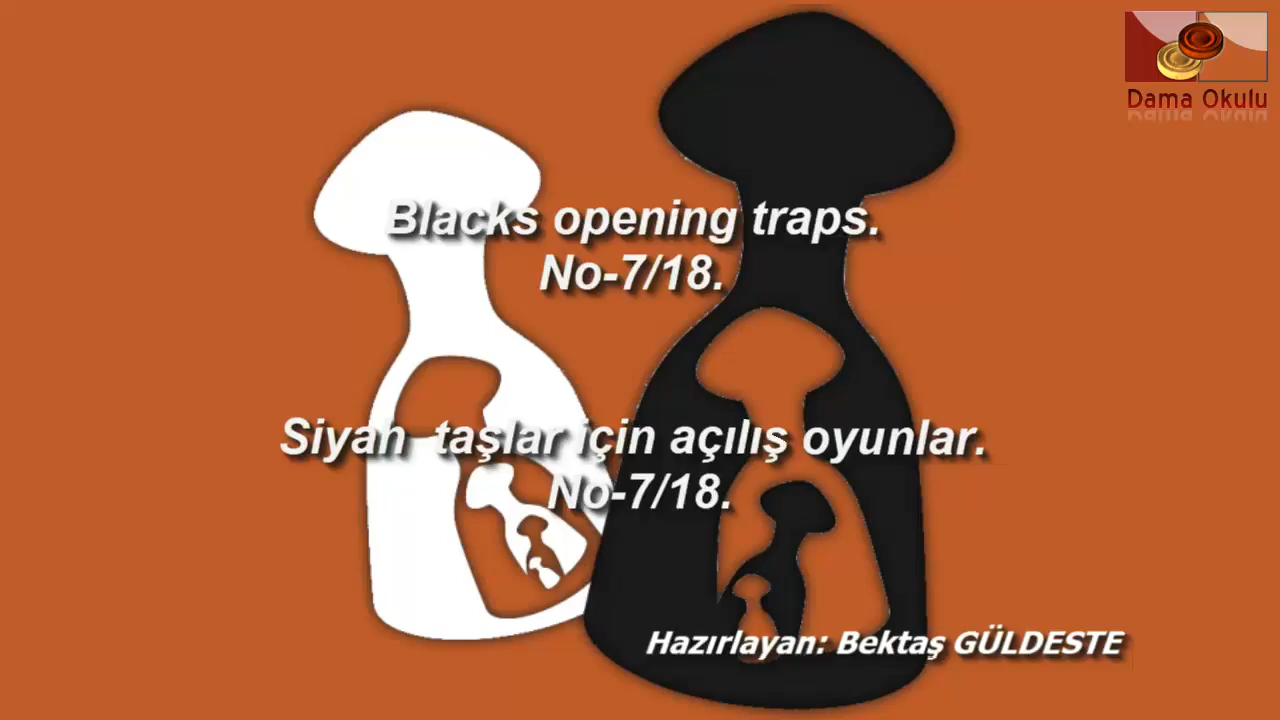 Dama Okulu
Blacks opening traps.
No-7/18.
Siyah taşlar için açılış oyunlar.
No-7/18.
Hazırlayan: Bektaş GÜLDESTE